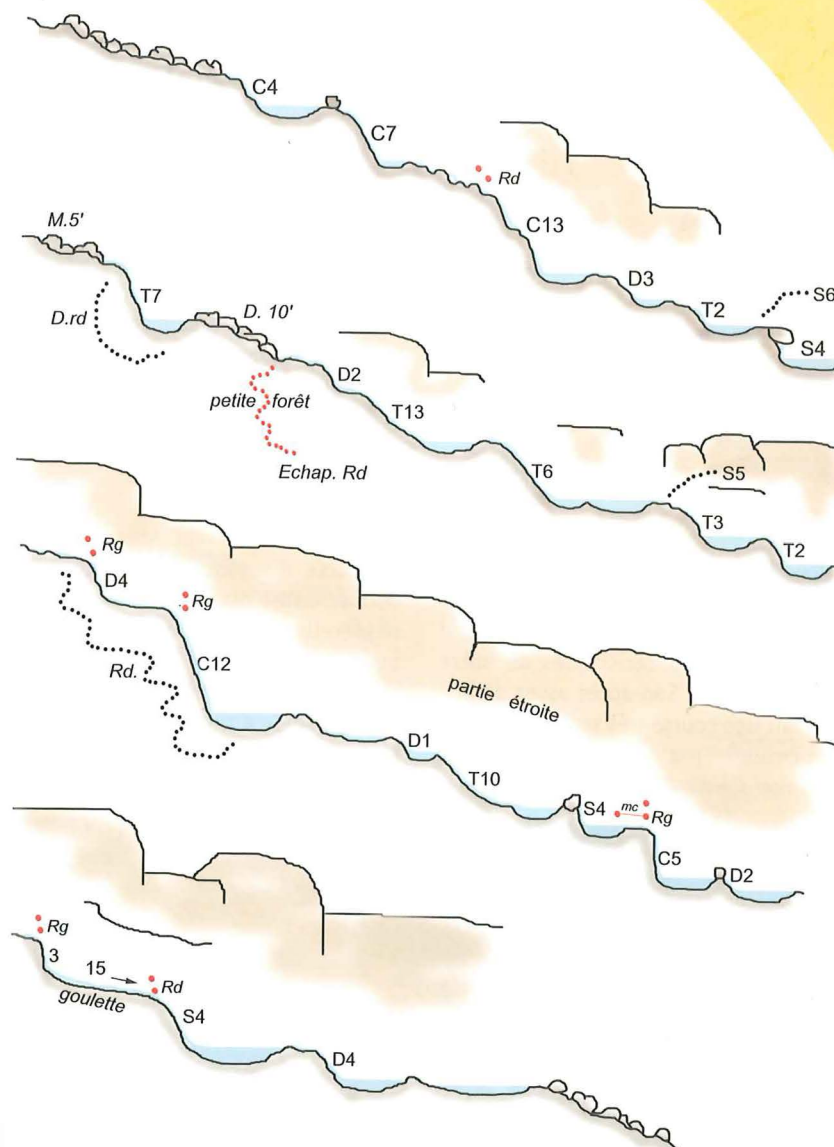 C4
C7
Rd
C13
D3
T2
S6
S4
M.5'
D.rd
T7
D. 10'
petite forêt
Echap. Rd
D2
T13
T6
S5
T3
T2
Rg
D4
Rg
Rd.
C12
partie étroite
D1
T10
S4
mc
Rg
C5
D2
Rg
3
15
goulette
Rd
S4
D4